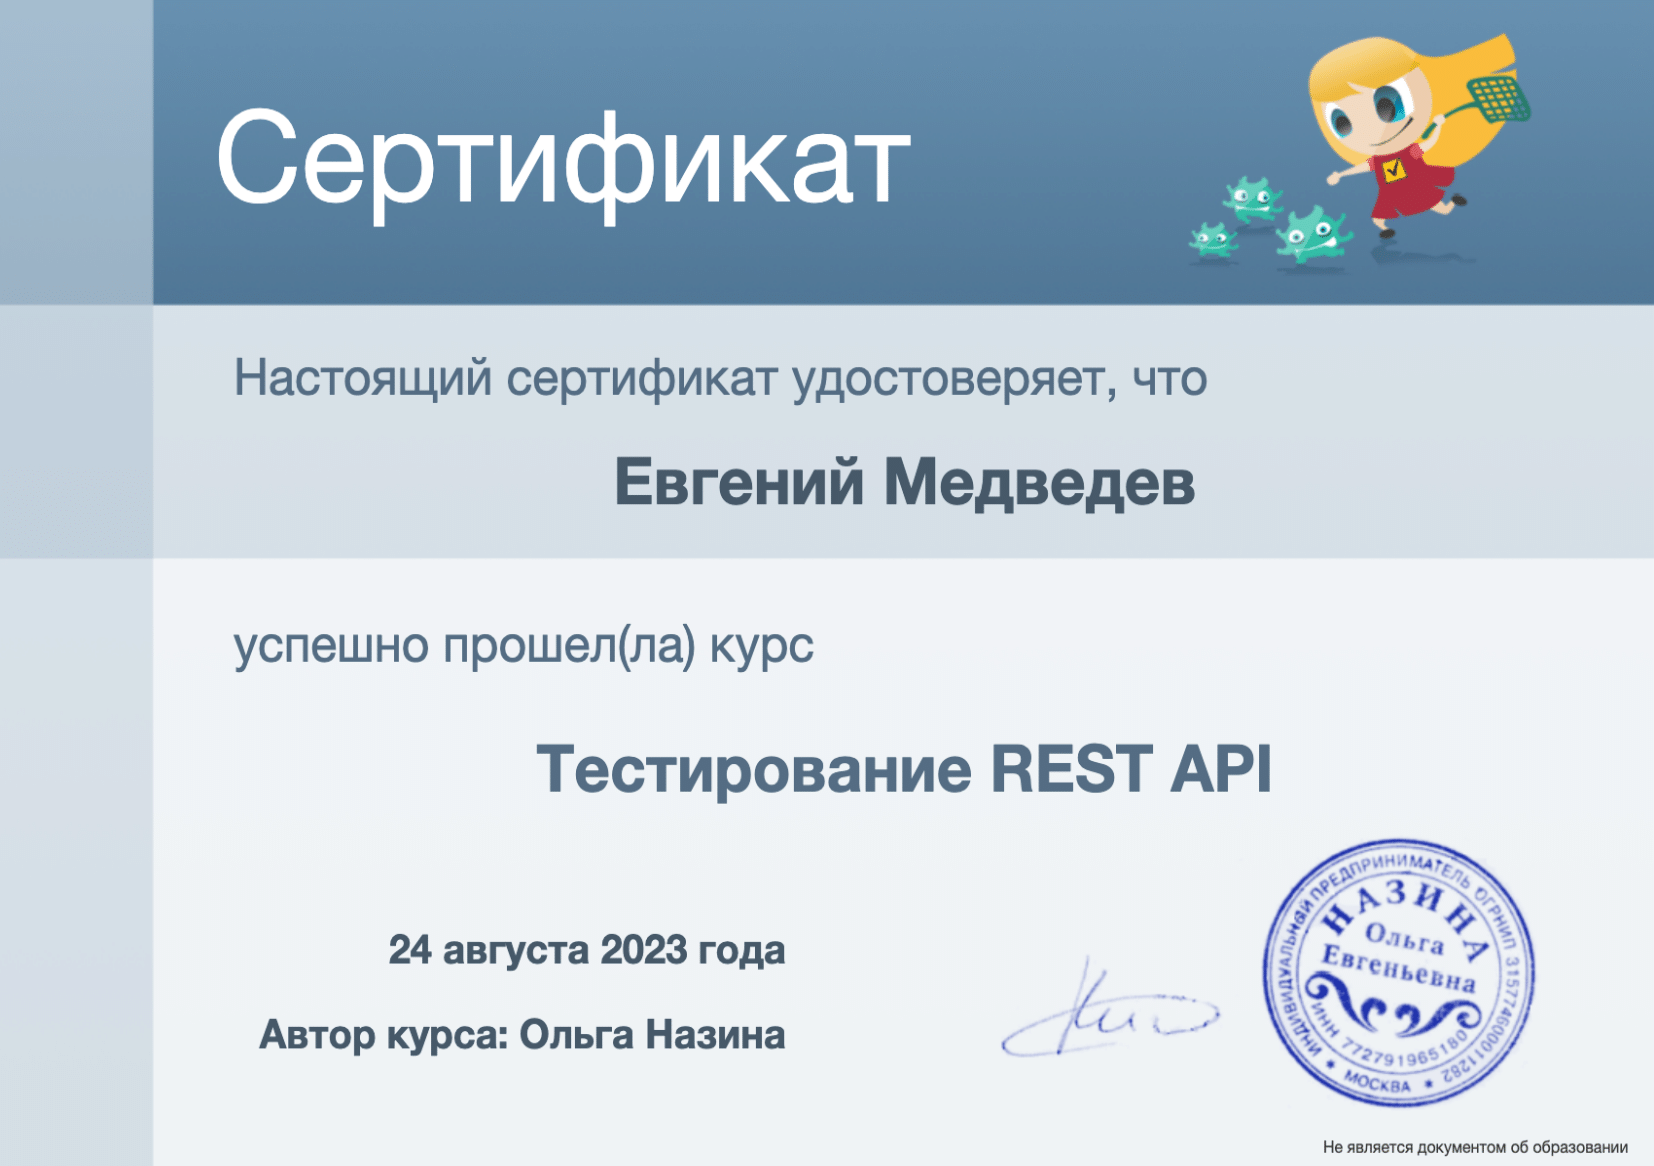 Сертификат
Настоящий сертификат удостоверяет, что
Евгений Медведев
успешно прошел(ла) курс
Тестирование REST API
24 августа 2023 года
Автор курса: Ольга Назина
ИНДИВИДУАЛЬНЫЙ ПРЕДПРИНИМАТЕЛЬ ОГРНИП 315774600011282
НАЗИНА
Ольга
Евгеньевна
ИНН 772791965180
* МОСКВА *
Не является документом об образовании